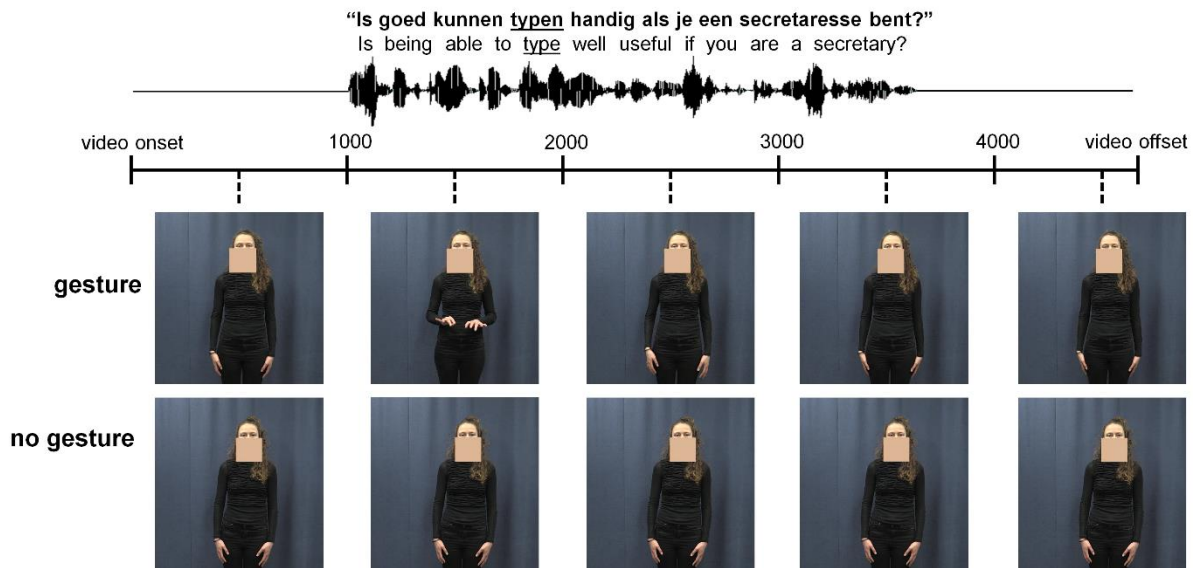 “Is goed kunnen typen handig als je een secretaresse bent?”
Is being able to type well useful if you are a secretary?
video onset 1000 2000 3000 4000 video offset
gesture
no gesture